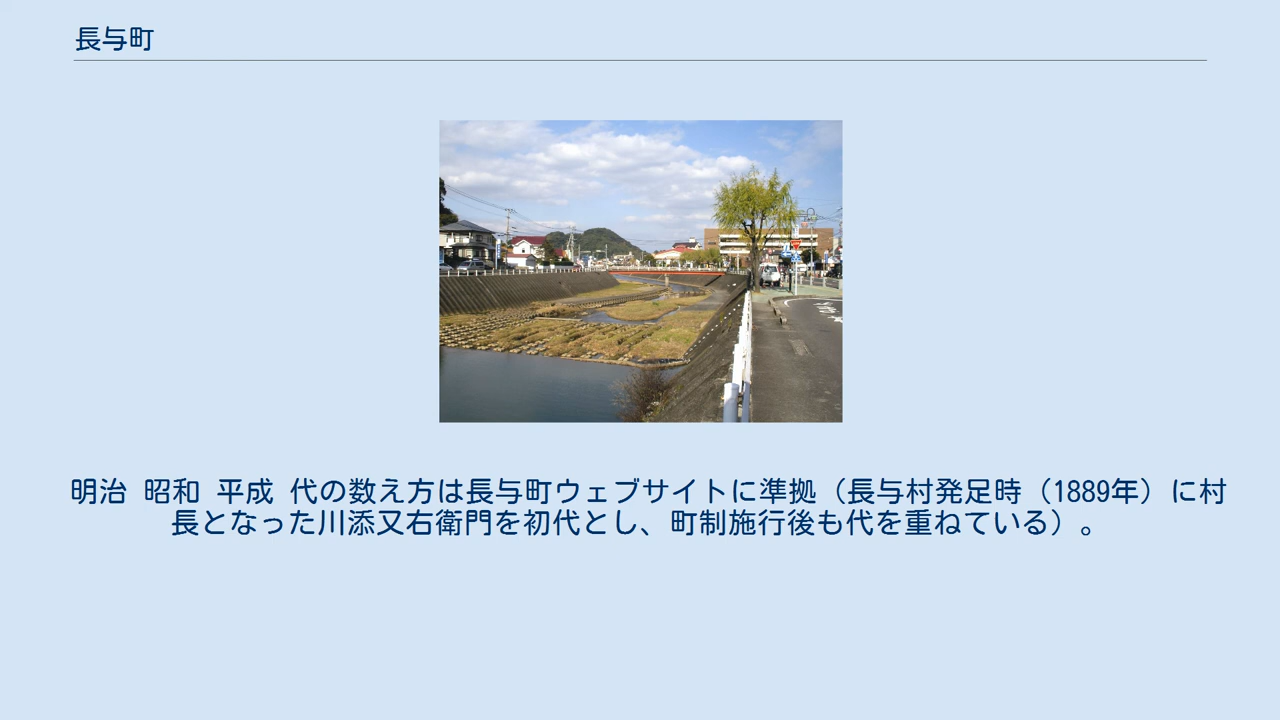 長与町
明治 昭和 平成 代の数え方は長与町ウェブサイトに準拠（長与村発足時（1889年）に村
長となった川添又右衛門を初代とし、町制施行後も代を重ねている）。